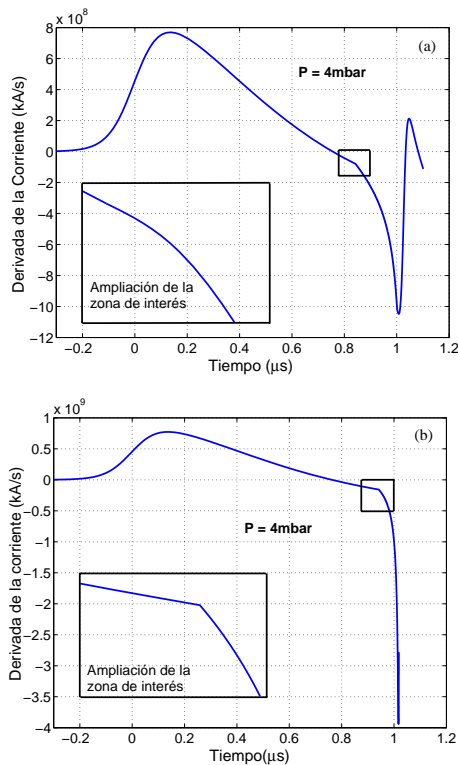 x 10^8
(a)
P = 4mbar
Derivada de la Corriente (kA/s)
8
6
4
2
0
−2
−4
−6
−8
−10
−12
Ampliación de la
zona de interés
−0.2 0 0.2 0.4 0.6 0.8 1 1.2
Tiempo (μs)
x 10^9
(b)
P = 4mbar
Derivada de la corriente (kA/s)
1
0.5
0
−0.5
−1
−1.5
−2
−2.5
−3
−3.5
−4
Ampliación de la
zona de interés
−0.2 0 0.2 0.4 0.6 0.8 1 1.2
Tiempo(μs)